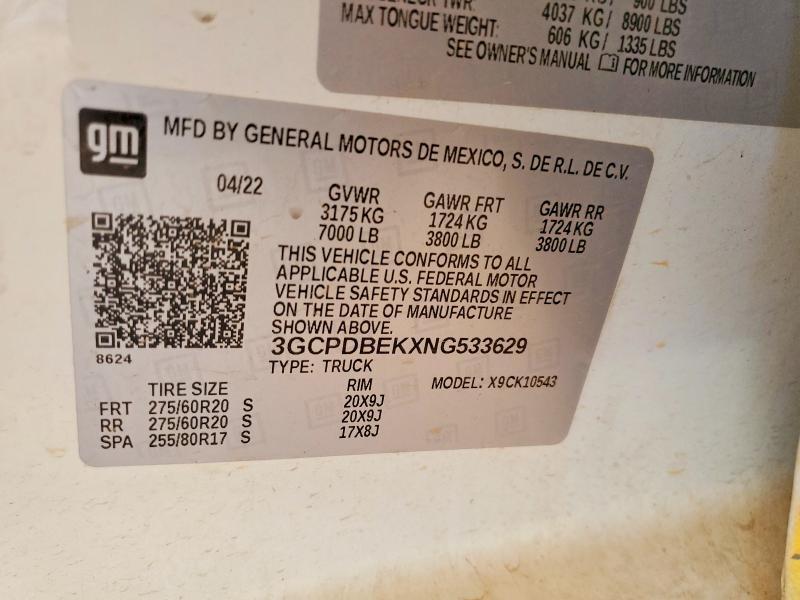 900 LBS
4037 KG/ 8900 LBS
MAX TONGUE WEIGHT: 606 KG/ 1335 LBS
SEE OWNER'S MANUAL FOR MORE INFORMATION
gm
MFD BY GENERAL MOTORS DE MEXICO, S. DE R.L. DE C.V.
04/22
GVWR GAWR FRT GAWR RR
3175 KG 1724 KG 1724 KG
7000 LB 3800 LB 3800 LB
THIS VEHICLE CONFORMS TO ALL
APPLICABLE U.S. FEDERAL MOTOR
VEHICLE SAFETY STANDARDS IN EFFECT
ON THE DATE OF MANUFACTURE
SHOWN ABOVE.
3GCPDBEKXNG533629
8624
TYPE: TRUCK
MODEL: X9CK10543
TIRE SIZE RIM
FRT 275/60R20 S 20X9J
RR 275/60R20 S 20X9J
SPA 255/80R17 S 17X8J